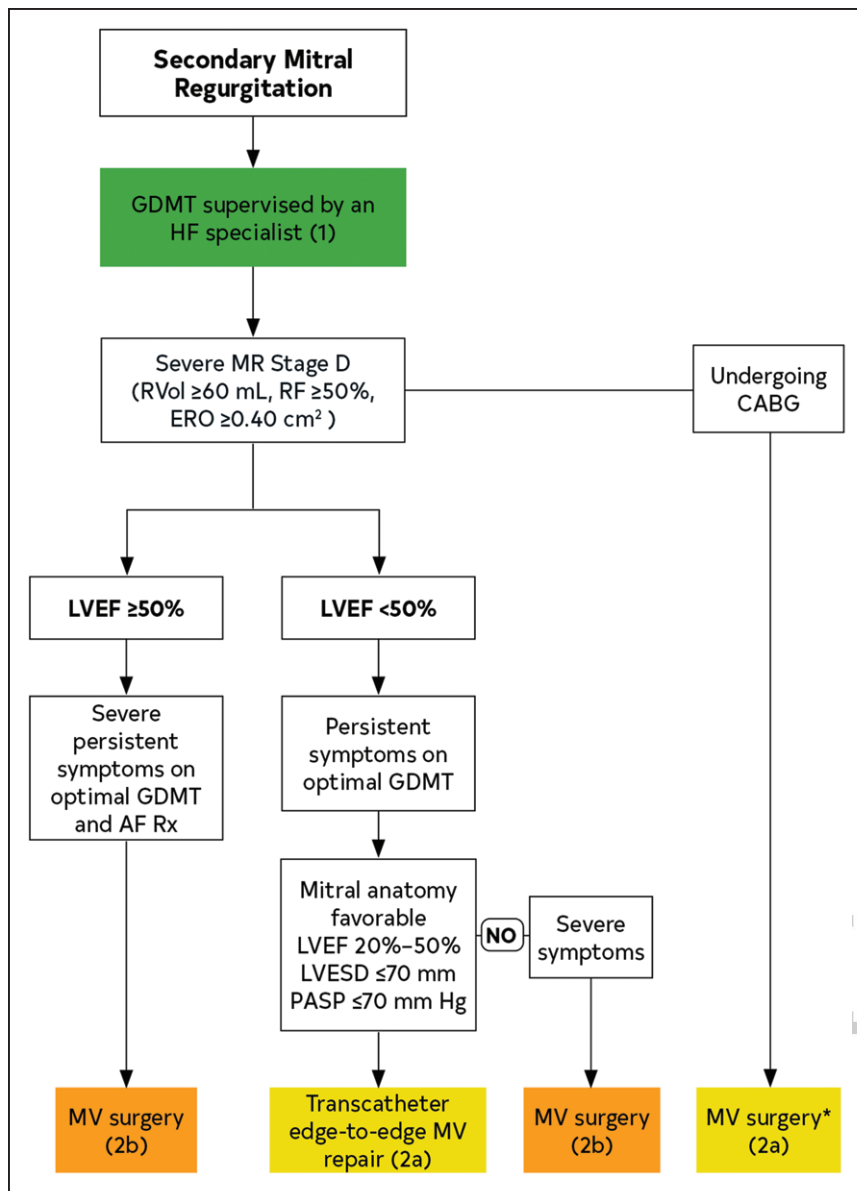 Secondary Mitral
Regurgitation
GDMT supervised by an
HF specialist (1)
Severe MR Stage D
(RVol ≥60 mL, RF ≥50%,
ERO ≥0.40 cm² )
Undergoing
CABG
LVEF ≥50%
LVEF <50%
Severe
persistent
symptoms on
optimal GDMT
and AF Rx
Persistent
symptoms on
optimal GDMT
Mitral anatomy
favorable
LVEF 20%–50%
LVESD ≤70 mm
PASP ≤70 mm Hg
NO
Severe
symptoms
MV surgery
(2b)
Transcatheter
edge-to-edge MV
repair (2a)
MV surgery
(2b)
MV surgery*
(2a)